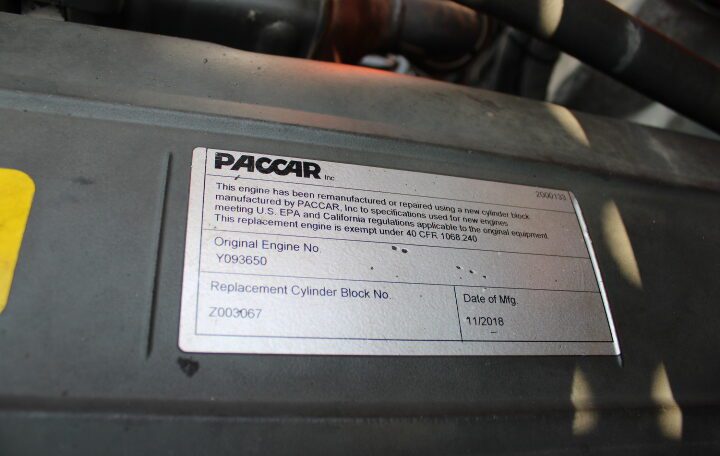 PACCAR Inc
2000133
This engine has been remanufactured or repaired using a new cylinder block
manufactured by PACCAR, Inc to specifications used for new engines
meeting U.S. EPA and California regulations applicable to the original equipment.
This replacement engine is exempt under 40 CFR 1068.240
Original Engine No.
Y093650
Replacement Cylinder Block No.
Z003067
Date of Mfg.
11/2018